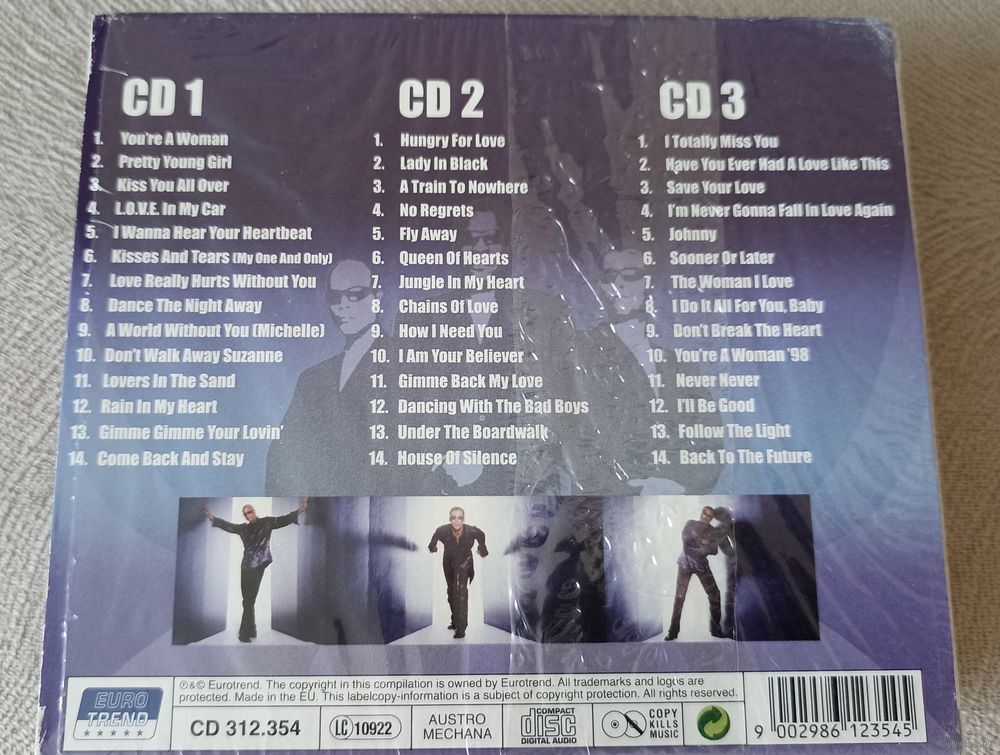 CD 1
1. You're A Woman
2. Pretty Young Girl
3. Kiss You All Over
4. L.O.V.E. In My Car
5. I Wanna Hear Your Heartbeat
6. Kisses And Tears (My One And Only)
7. Love Really Hurts Without You
8. Dance The Night Away
9. A World Without You (Michelle)
10. Don't Walk Away Suzanne
11. Lovers In The Sand
12. Rain In My Heart
13. Gimme Gimme Your Lovin'
14. Come Back And Stay
CD 2
1. Hungry For Love
2. Lady In Black
3. A Train To Nowhere
4. No Regrets
5. Fly Away
6. Queen Of Hearts
7. Jungle In My Heart
8. Chains Of Love
9. How I Need You
10. I Am Your Believer
11. Gimme Back My Love
12. Dancing With The Bad Boys
13. Under The Boardwalk
14. House Of Silence
CD 3
1. I Totally Miss You
2. Have You Ever Had A Love Like This
3. Save Your Love
4. I'm Never Gonna Fall In Love Again
5. Johnny
6. Sooner Or Later
7. The Woman I Love
8. I Do It All For You, Baby
9. Don't Break The Heart
10. You're A Woman '98
11. Never Never
12. I'll Be Good
13. Follow The Light
14. Back To The Future
EURO
TREND
℗&© Eurotrend. The copyright in this compilation is owned by Eurotrend. All trademarks and logos are
protected. Made in the EU. This labelcopy-information is a subject of copyright protection. All rights reserved.
CD 312.354
LC 10922
AUSTRO
MECHANA
COMPACT
disc
DIGITAL AUDIO
COPY
KILLS
MUSIC
9 002986 123545